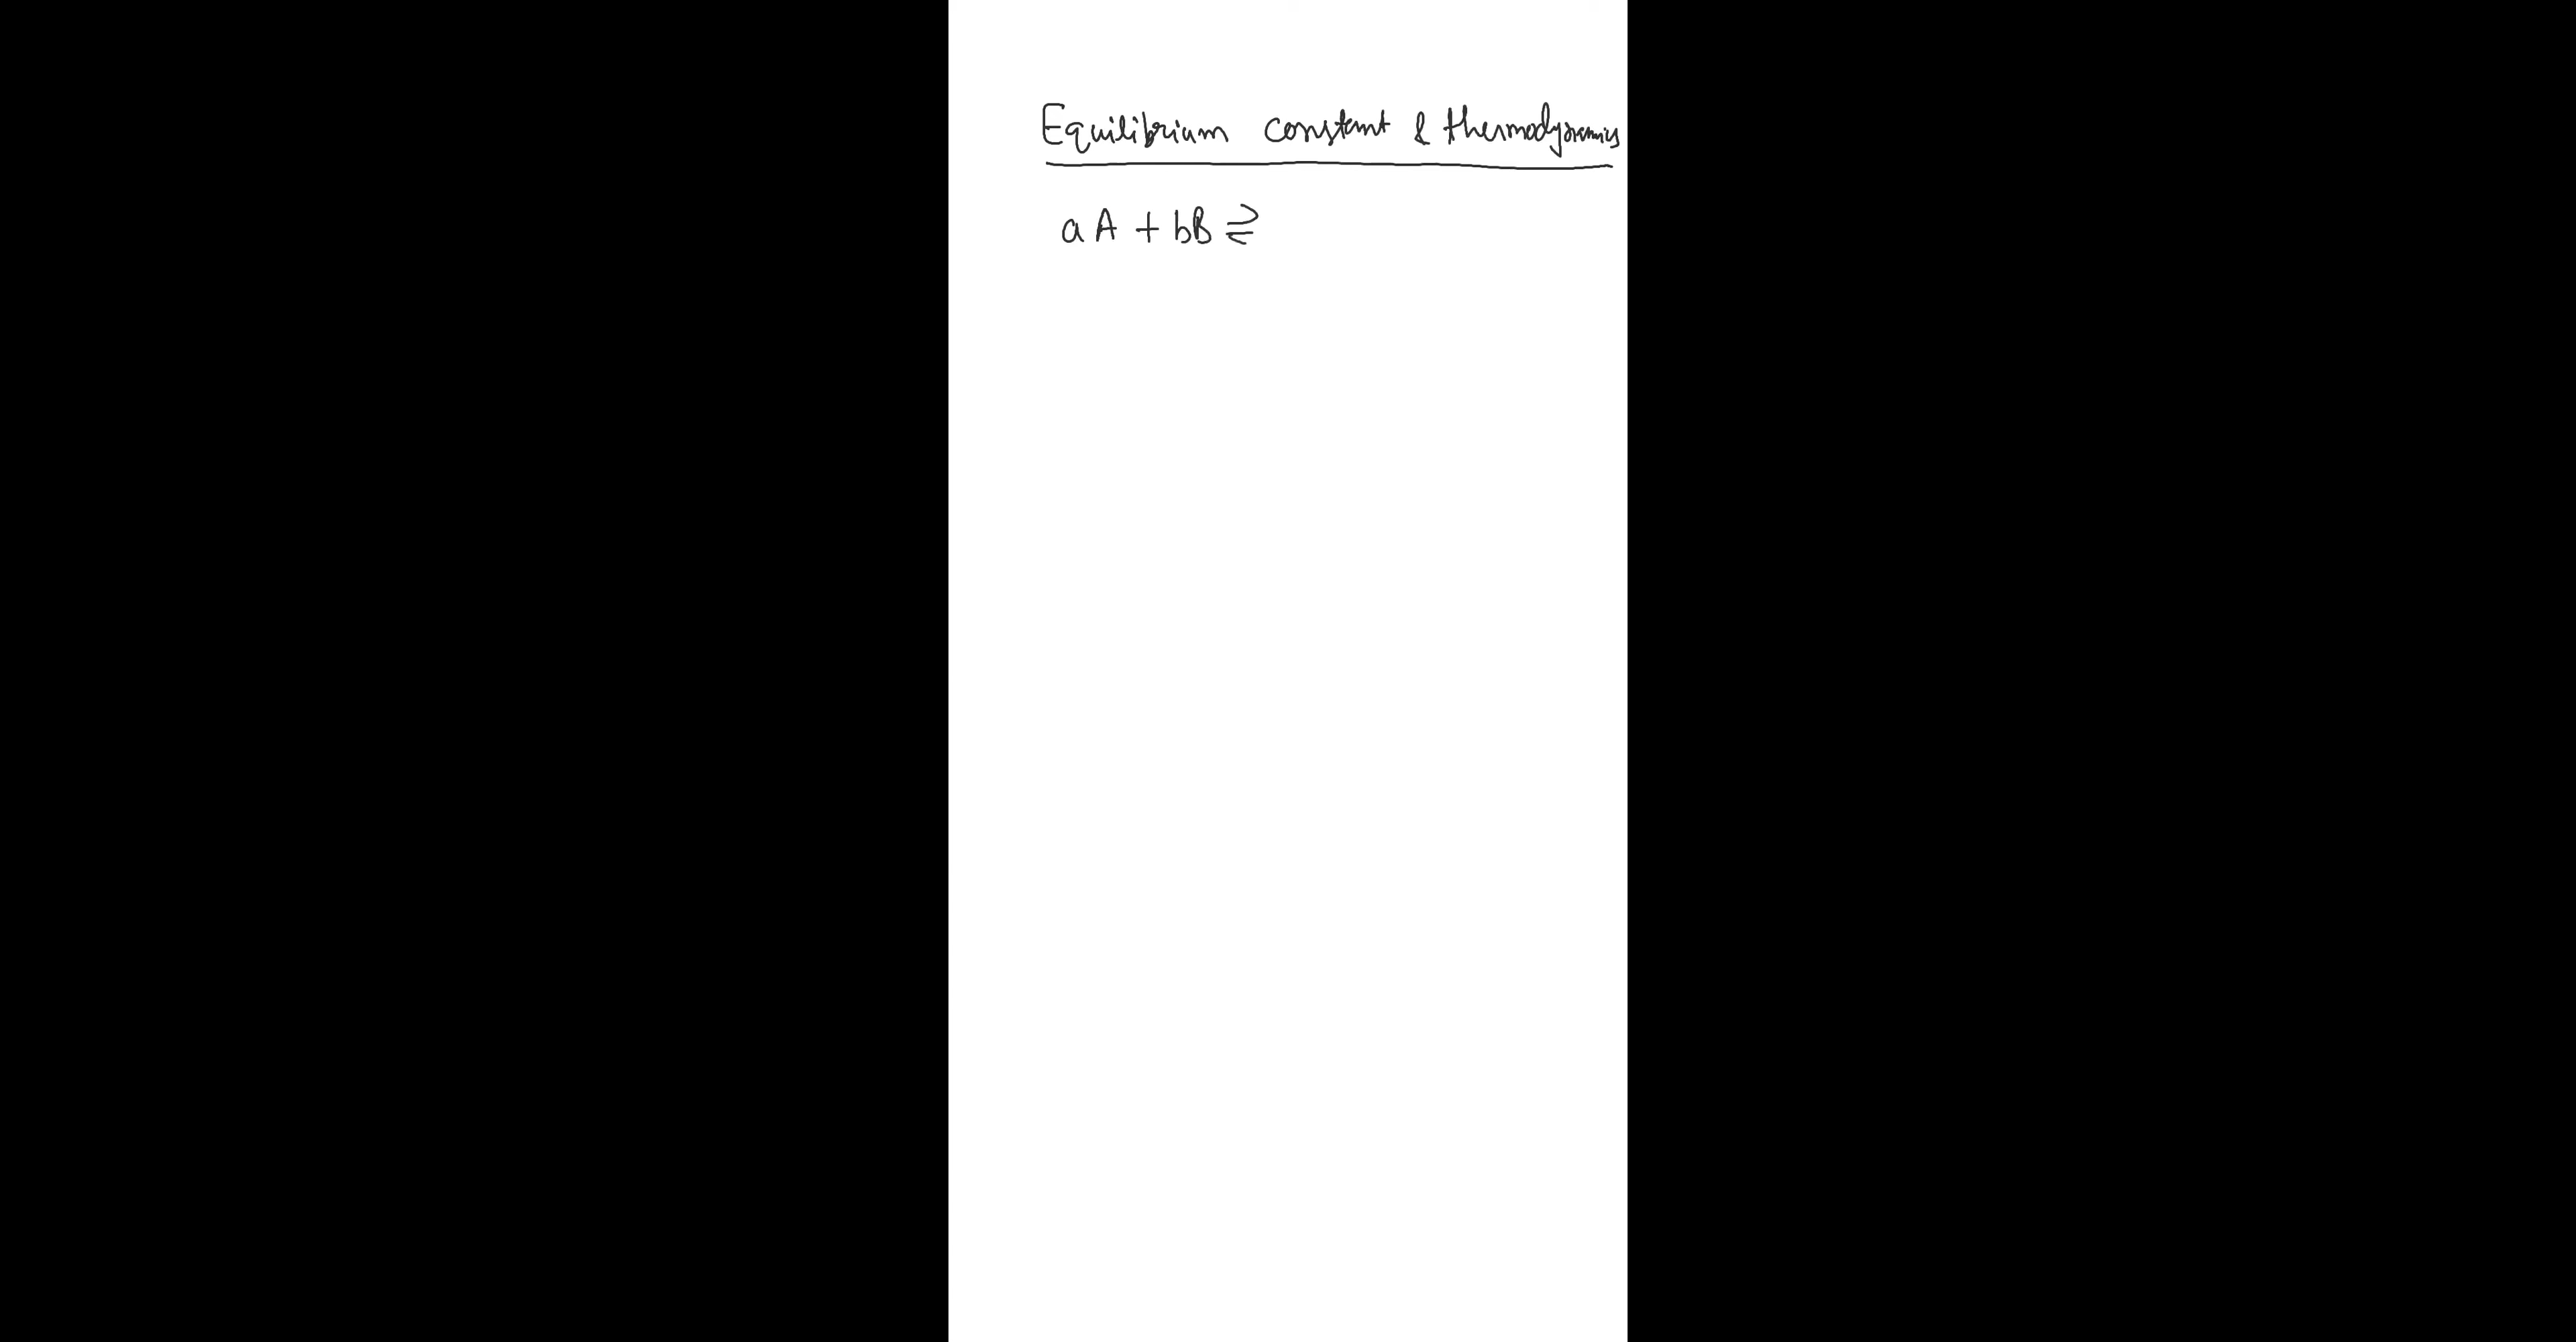 Equilibrium constant & thermodynamics
aA + bB ⇌